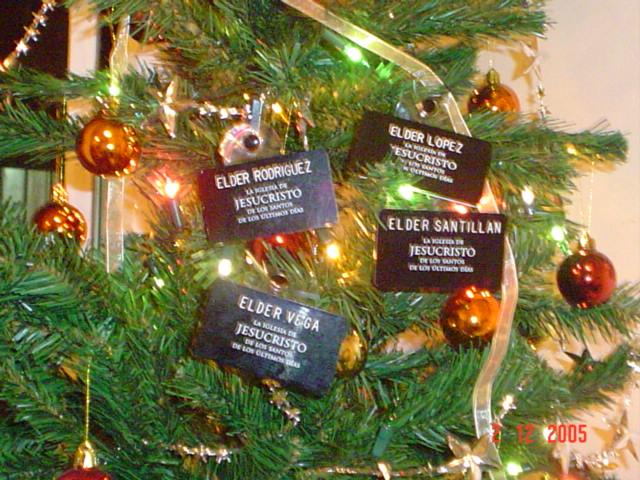 ELDER LOPEZ
LA IGLESIA DE
JESUCRISTO
DE LOS SANTOS
DE LOS ÚLTIMOS DÍAS
ELDER RODRIGUEZ
LA IGLESIA DE
JESUCRISTO
DE LOS SANTOS
DE LOS ÚLTIMOS DÍAS
ELDER SANTILLAN
LA IGLESIA DE
JESUCRISTO
DE LOS SANTOS
DE LOS ÚLTIMOS DÍAS
ELDER VEGA
LA IGLESIA DE
JESUCRISTO
DE LOS SANTOS
DE LOS ÚLTIMOS DÍAS
2 12 2005